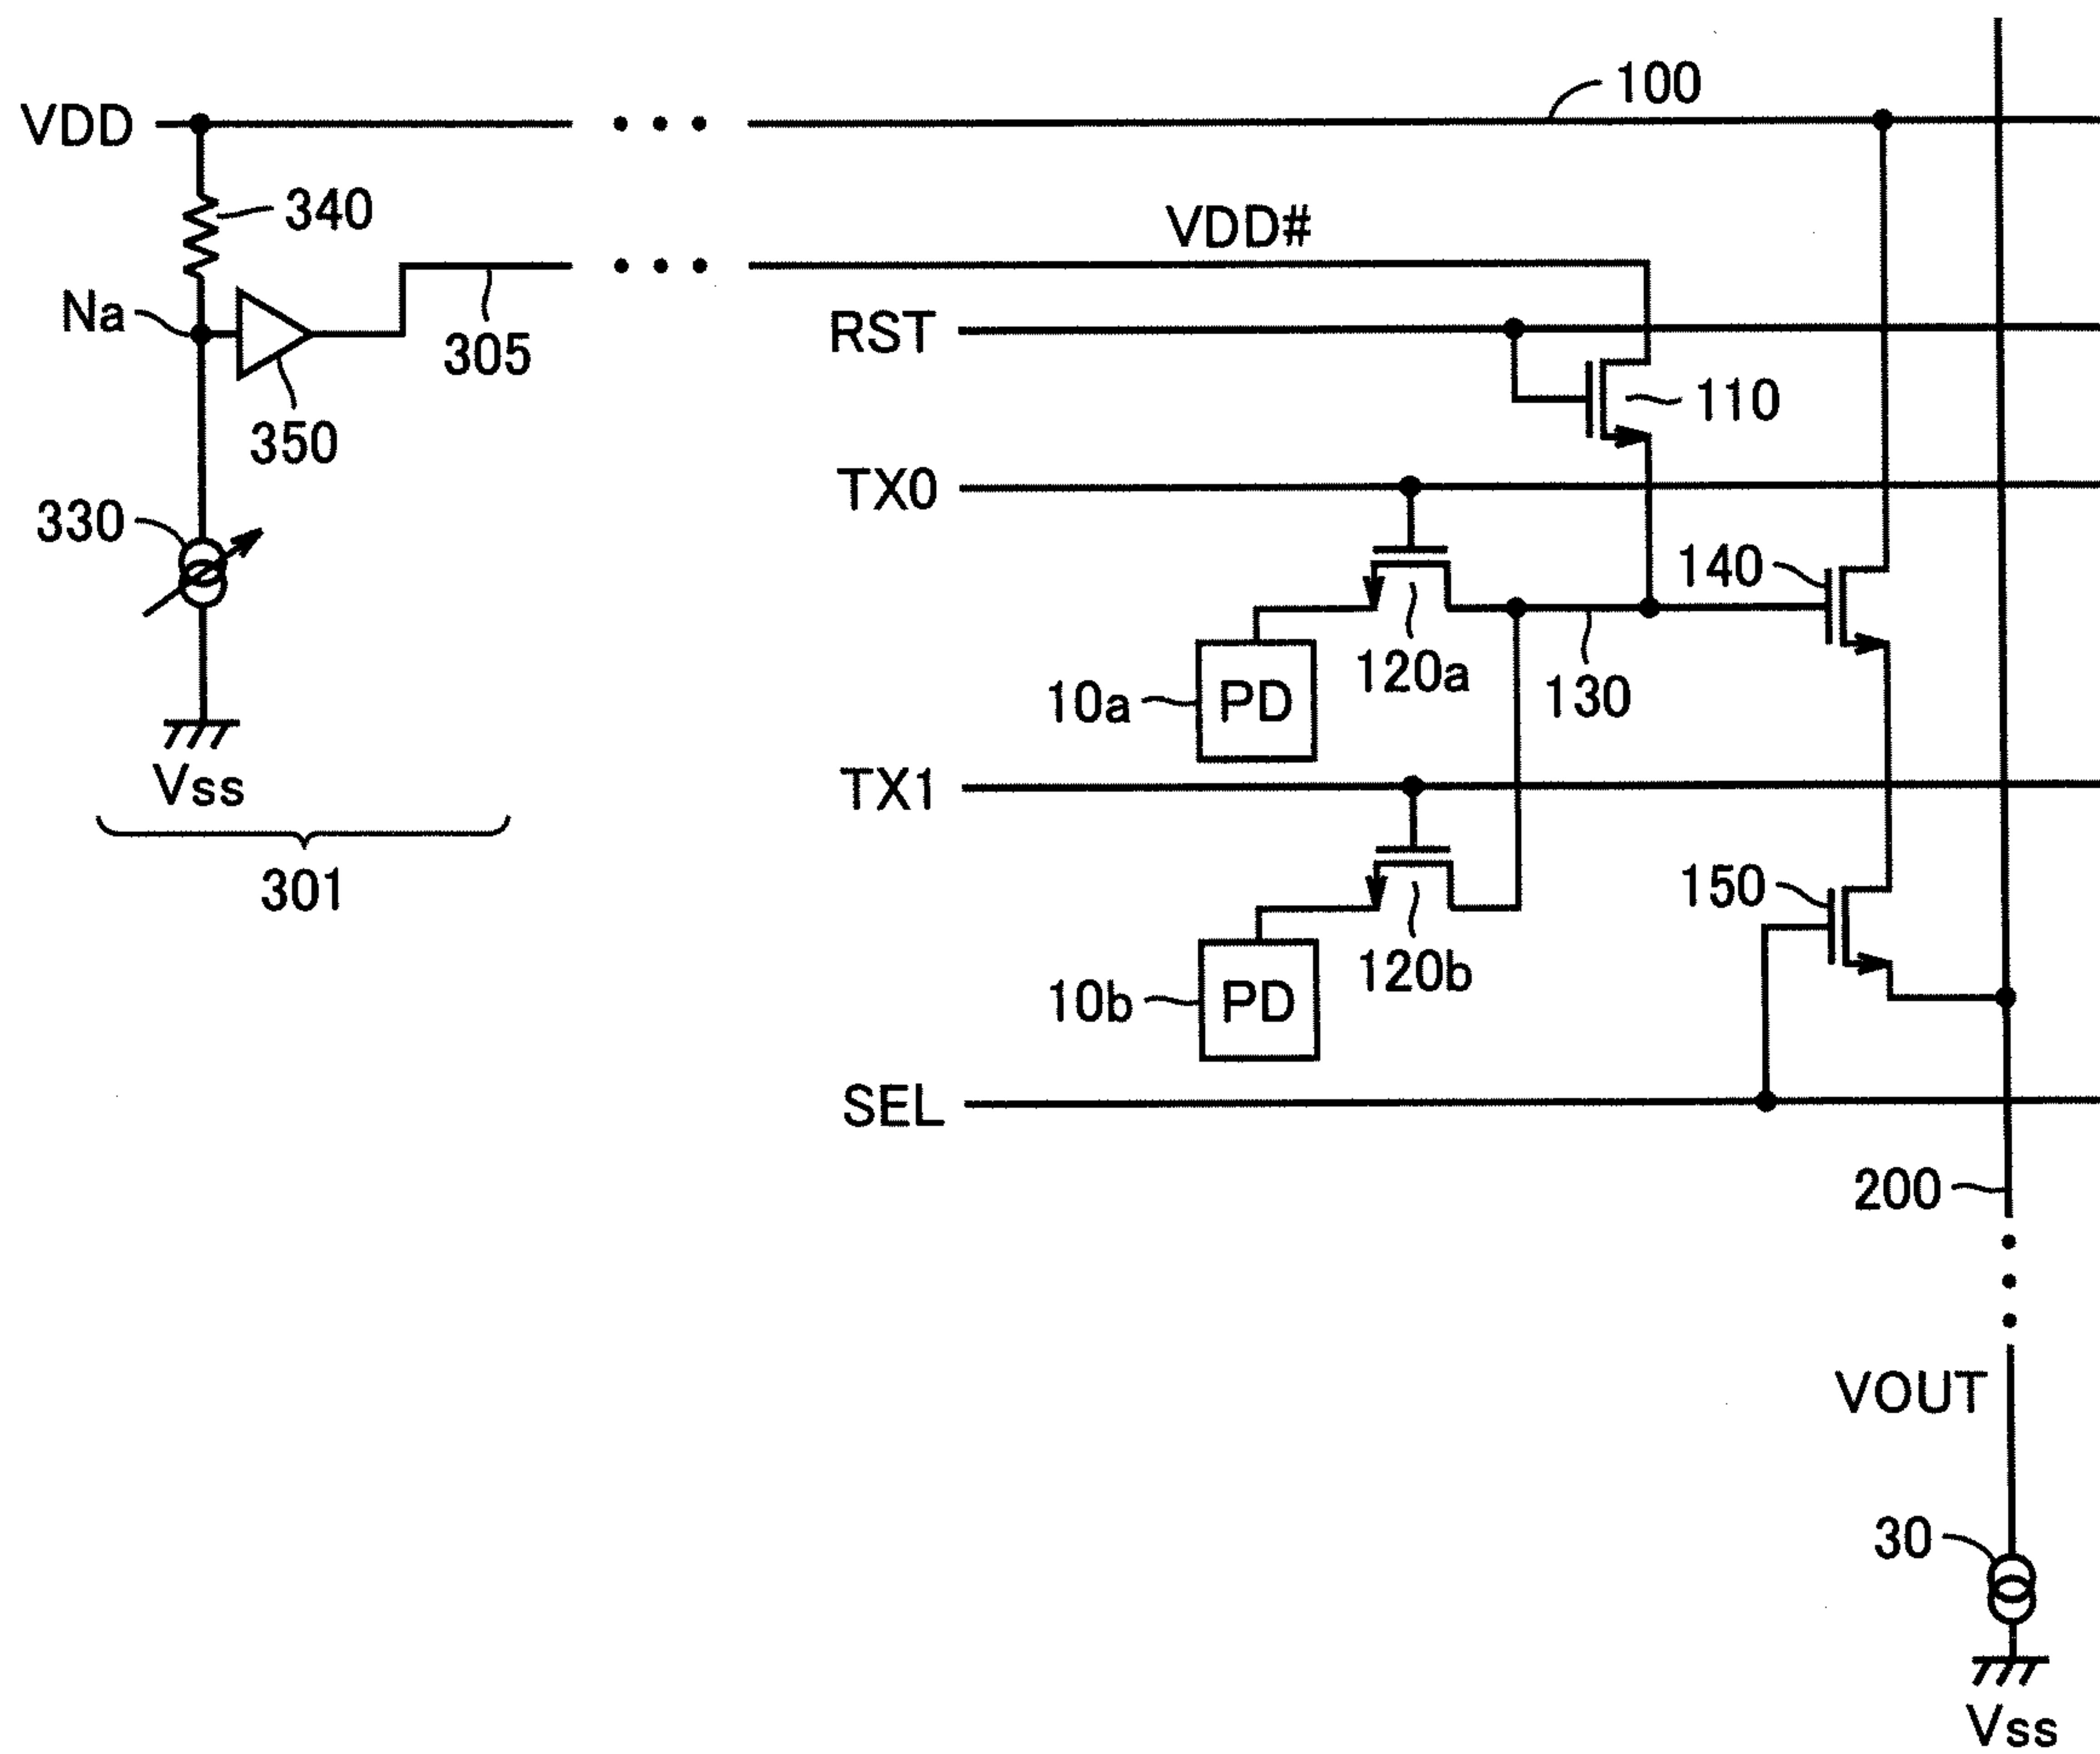 100
VDD
340
VDD#
Na
305
RST
110
350
TX0
330
140
120a
10a
PD
130
Vss
TX1
301
150
10b
PD
120b
SEL
200
VOUT
30
Vss